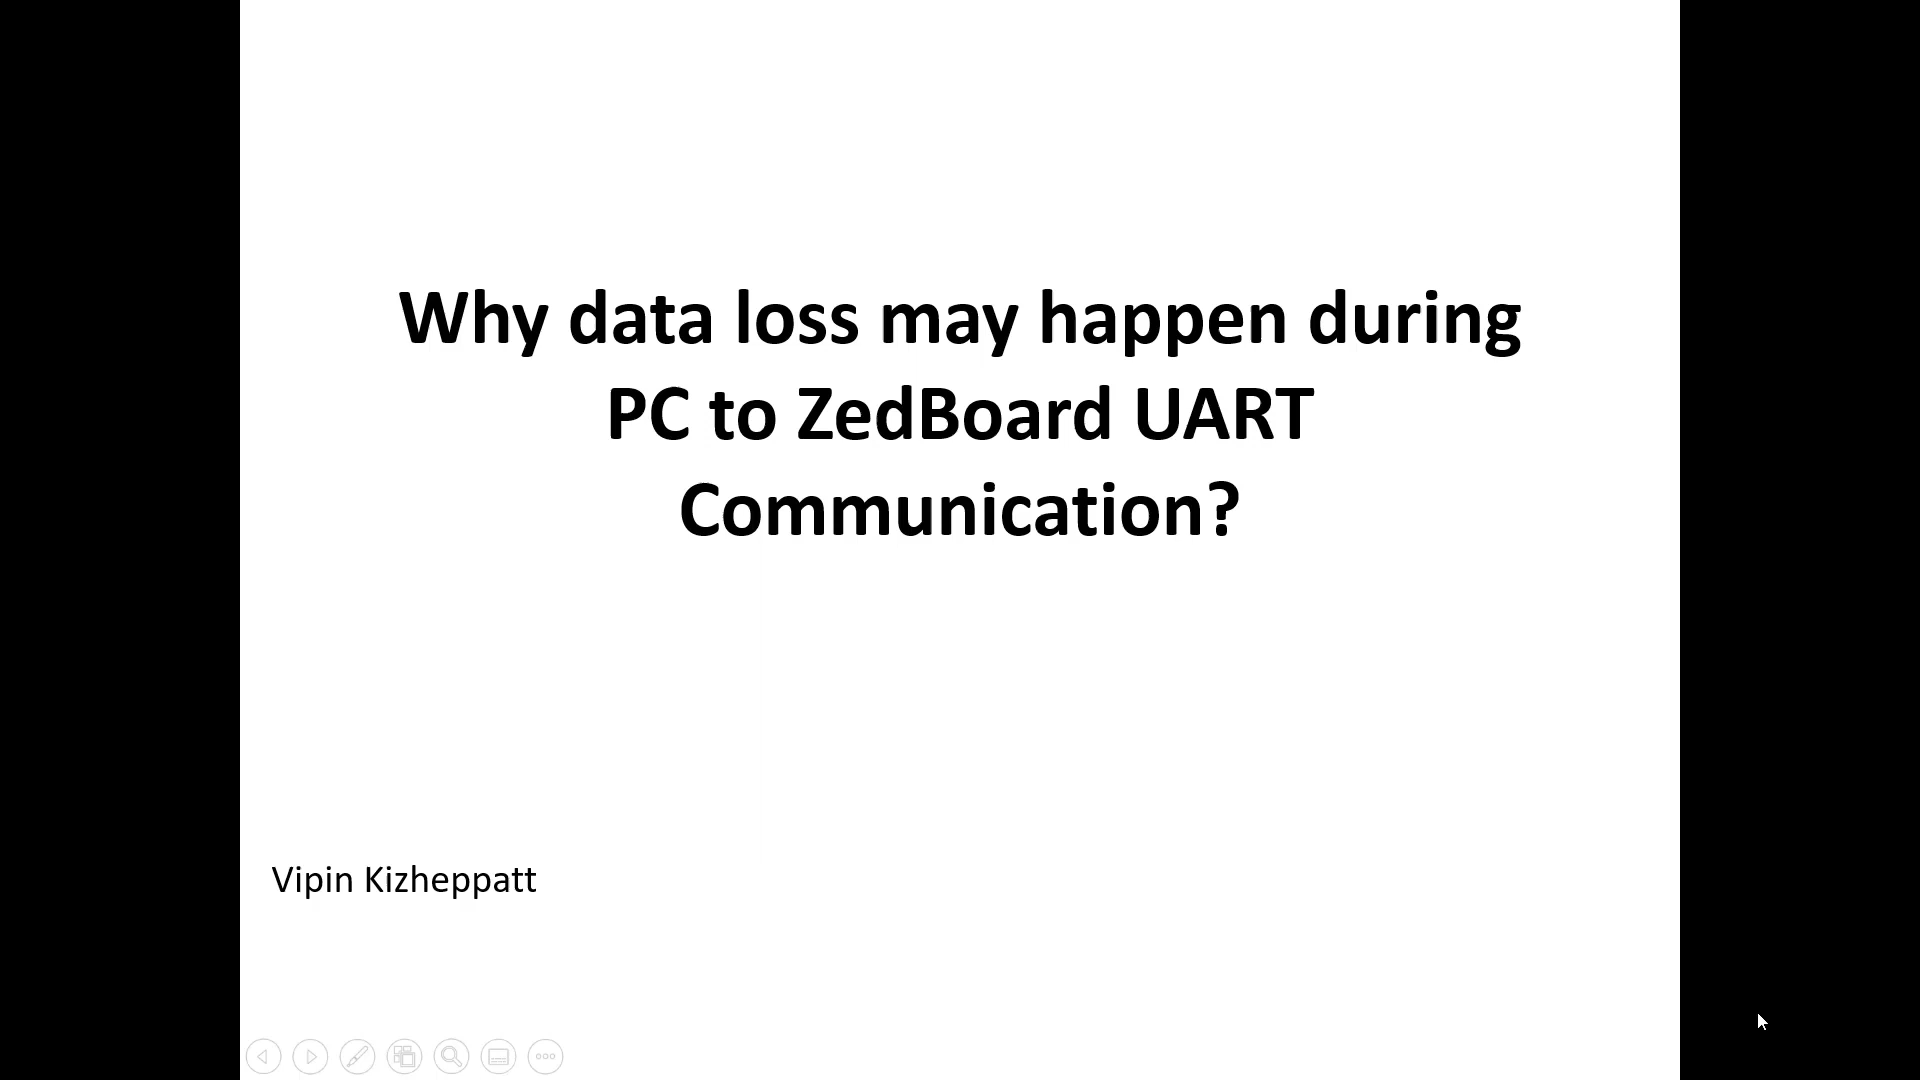 Why data loss may happen during
PC to ZedBoard UART
Communication?
Vipin Kizheppatt